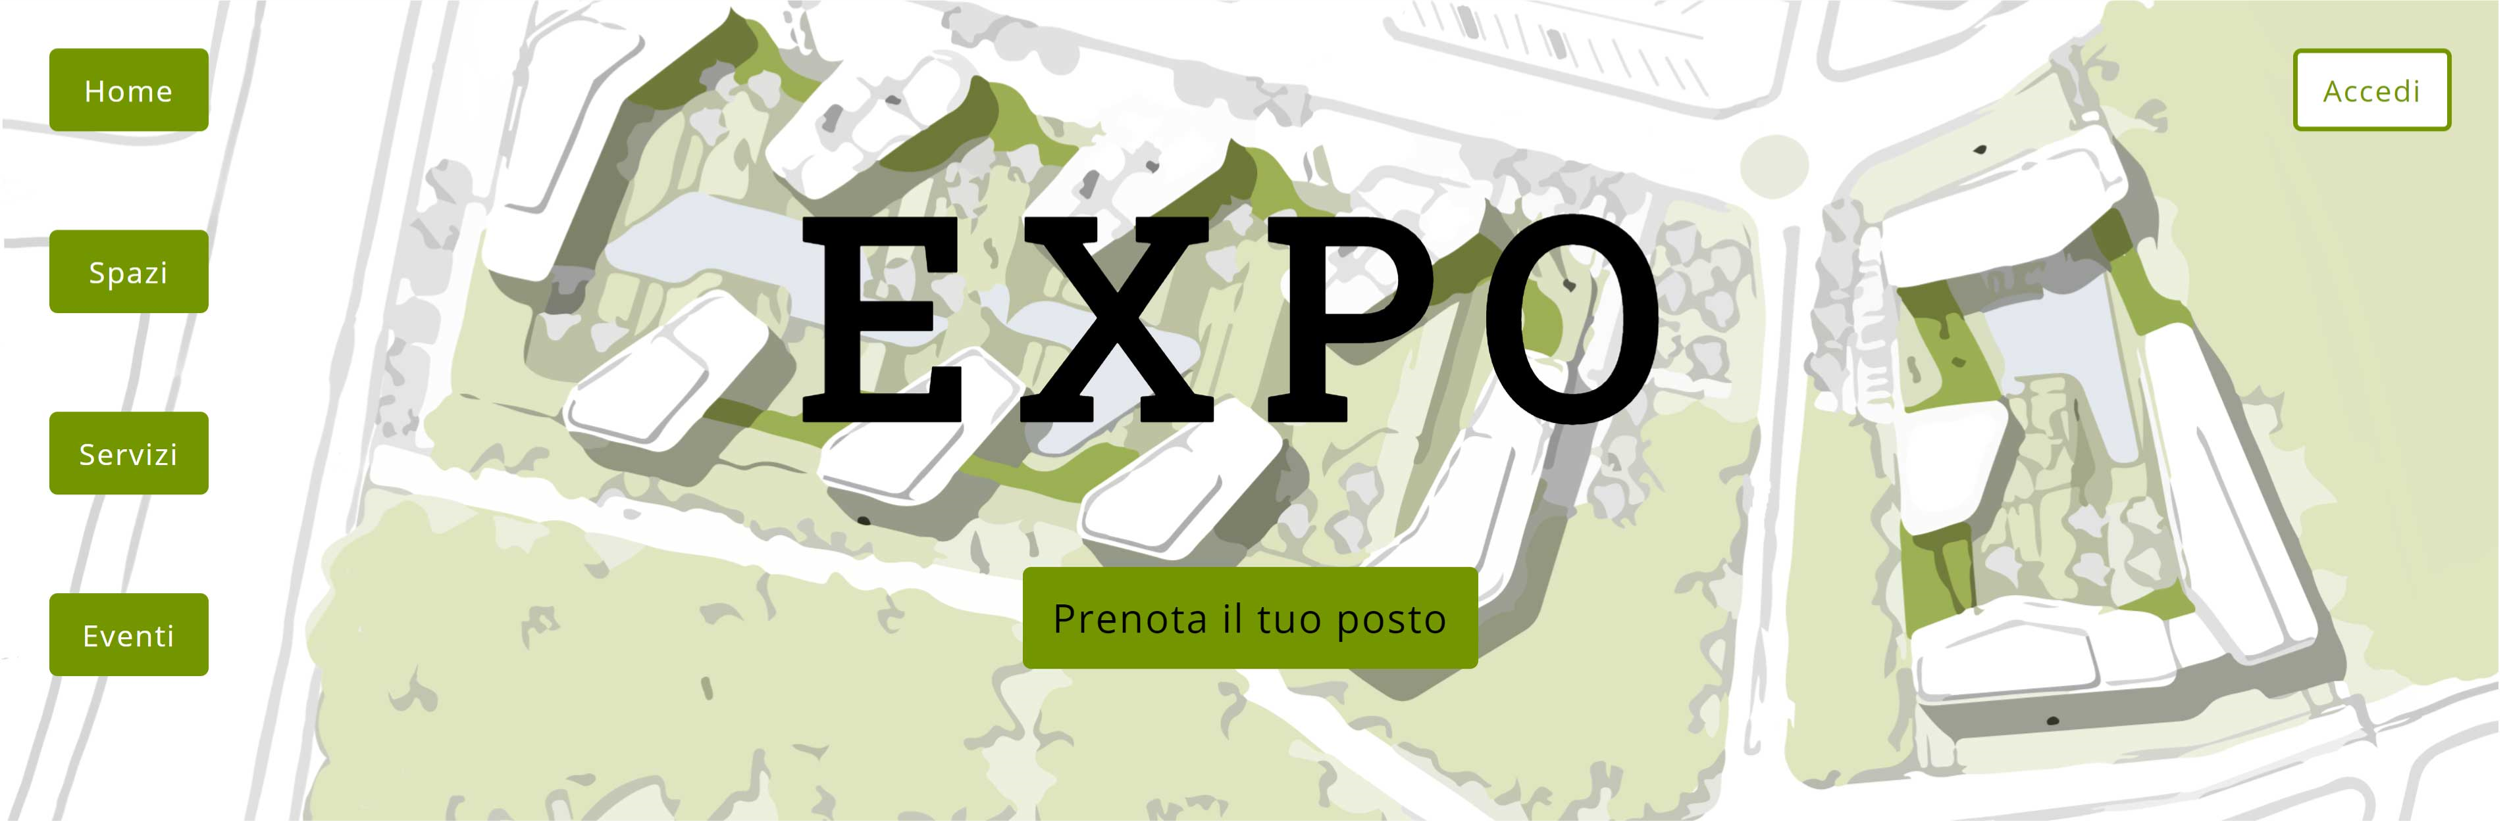 Home
Accedi
Spazi
EXPO
Servizi
Prenota il tuo posto
Eventi